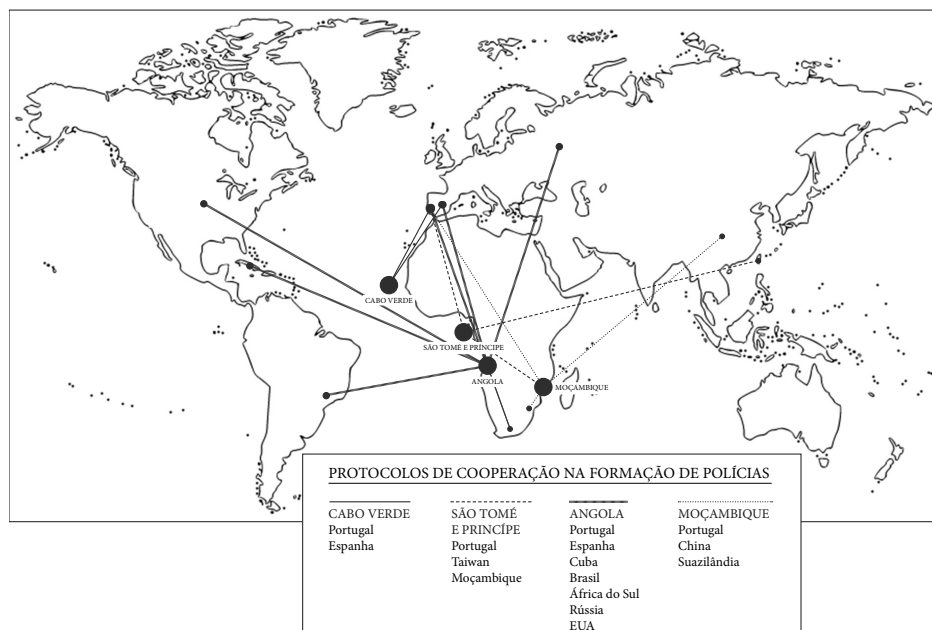 CABO VERDE
SÃO TOMÉ E PRÍNCIPE
ANGOLA
MOÇAMBIQUE
PROTOCOLOS DE COOPERAÇÃO NA FORMAÇÃO DE POLÍCIAS
CABO VERDE
Portugal
Espanha
SÃO TOMÉ
E PRINCÍPE
Portugal
Taiwan
Moçambique
ANGOLA
Portugal
Espanha
Cuba
Brasil
África do Sul
Rússia
EUA
MOÇAMBIQUE
Portugal
China
Suazilândia